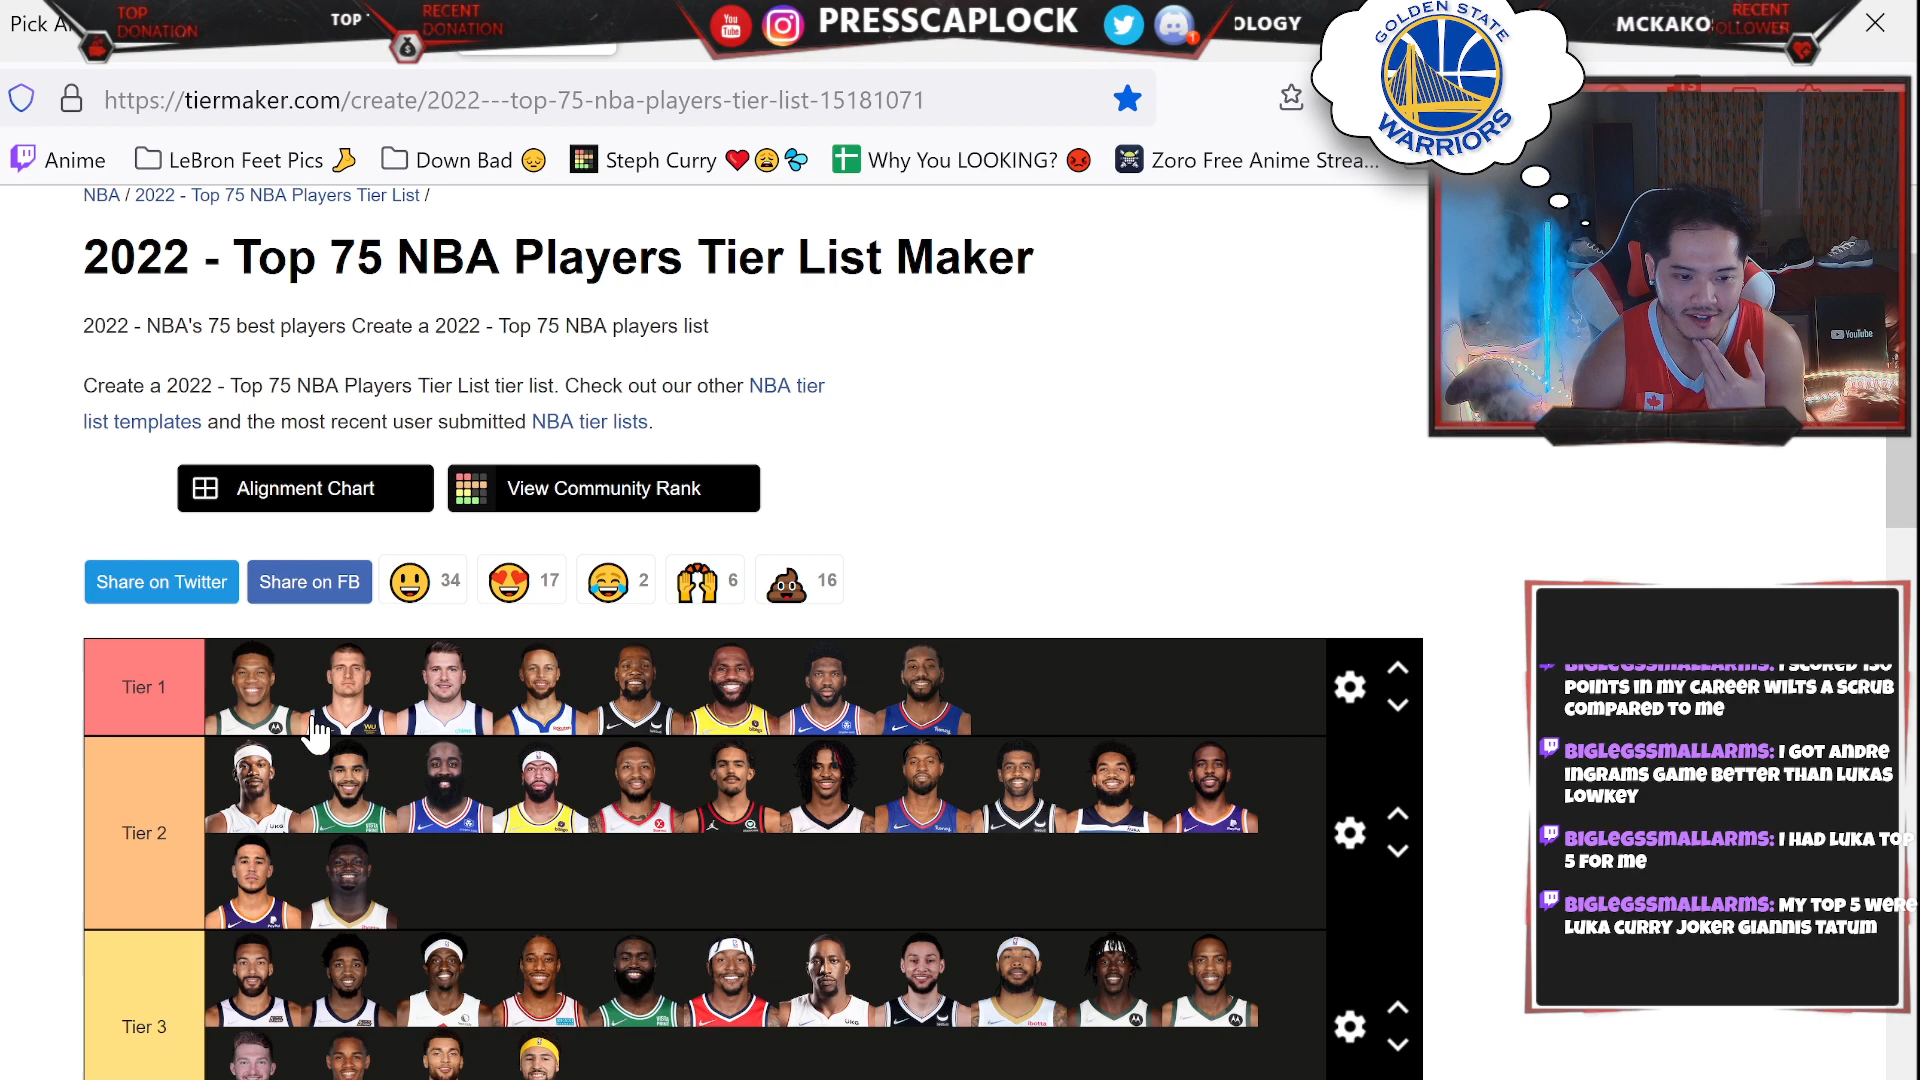 Pick A
TOP
DONATION
TOP
RECENT
DONATION
You
Tube
PRESSCAPLOCK
1
OLOGY
MCKAKO
RECENT
FOLLOWER
GOLDEN STATE
WARRIORS
https://tiermaker.com/create/2022---top-75-nba-players-tier-list-15181071
Anime
LeBron Feet Pics 🦶
Down Bad 😔
Steph Curry ❤️😩💦
Why You LOOKING? 😡
Zoro Free Anime Strea...
NBA / 2022 - Top 75 NBA Players Tier List /
2022 - Top 75 NBA Players Tier List Maker
2022 - NBA's 75 best players Create a 2022 - Top 75 NBA players list
Create a 2022 - Top 75 NBA Players Tier List tier list. Check out our other NBA tier
list templates and the most recent user submitted NBA tier lists.
Alignment Chart
View Community Rank
Share on Twitter
Share on FB
34
17
2
6
16
Tier 1
Tier 2
Tier 3
YouTube
BIGLEGSSMALLARMS: I SCORED 130
POINTS IN MY CAREER WILTS A SCRUB
COMPARED TO ME
BIGLEGSSMALLARMS: I GOT ANDRE
INGRAMS GAME BETTER THAN LUKAS
LOWKEY
BIGLEGSSMALLARMS: I HAD LUKA TOP
5 FOR ME
BIGLEGSSMALLARMS: MY TOP 5 WERE
LUKA CURRY JOKER GIANNIS TATUM